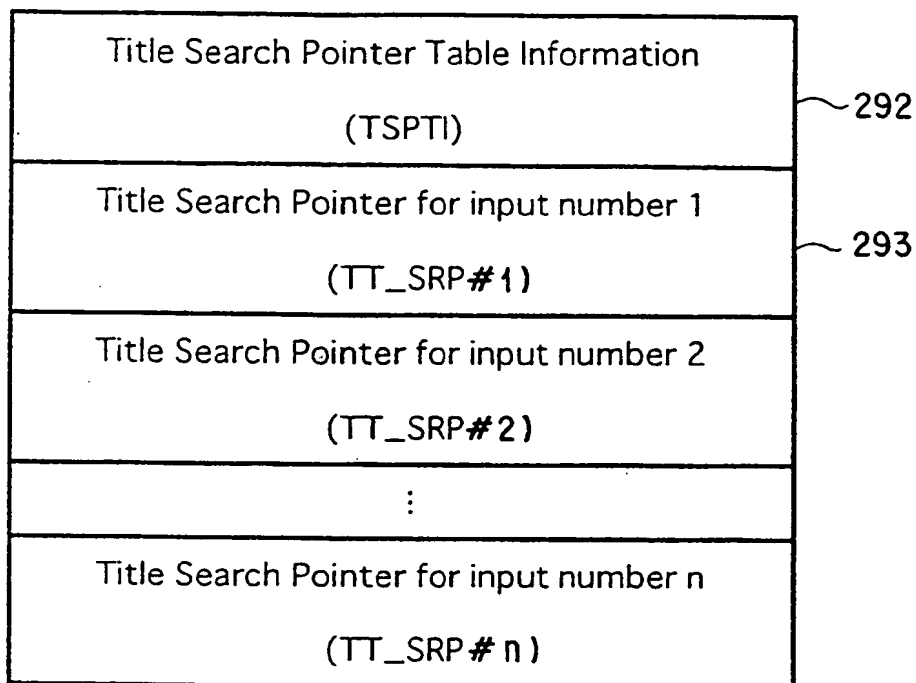 Title Search Pointer Table Information
(TSPTI)
292
Title Search Pointer for input number 1
(TT_SRP#1)
293
Title Search Pointer for input number 2
(TT_SRP#2)
⋮
Title Search Pointer for input number n
(TT_SRP#n)